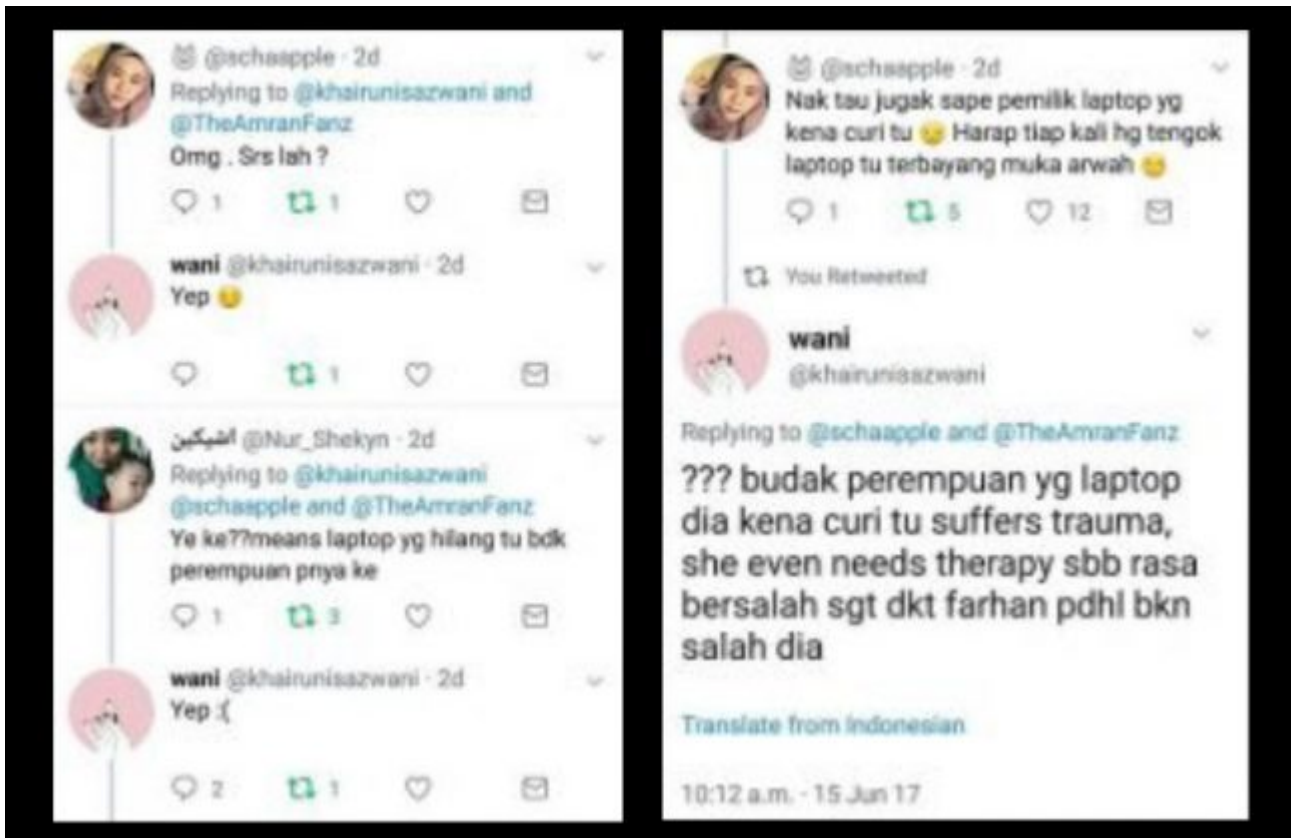 @schaapple · 2d
Replying to @khairunisazwani and
@TheAmranFanz
Omg . Srs lah ?
1 1
wani @khairunisazwani · 2d
Yep 😔
1
اشيكين @Nur_Shekyn · 2d
Replying to @khairunisazwani
@schaapple and @TheAmranFanz
Ye ke??means laptop yg hilang tu bdk
perempuan pnya ke
1 3
wani @khairunisazwani · 2d
Yep :(
2 1
@schaapple · 2d
Nak tau jugak sape pemilik laptop yg
kena curi tu 😔 Harap tiap kali hg tengok
laptop tu terbayang muka arwah 😊
1 5 12
You Retweeted
wani
@khairunisazwani
Replying to @schaapple and @TheAmranFanz
??? budak perempuan yg laptop
dia kena curi tu suffers trauma,
she even needs therapy sbb rasa
bersalah sgt dkt farhan pdhl bkn
salah dia
Translate from Indonesian
10:12 a.m. · 15 Jun 17